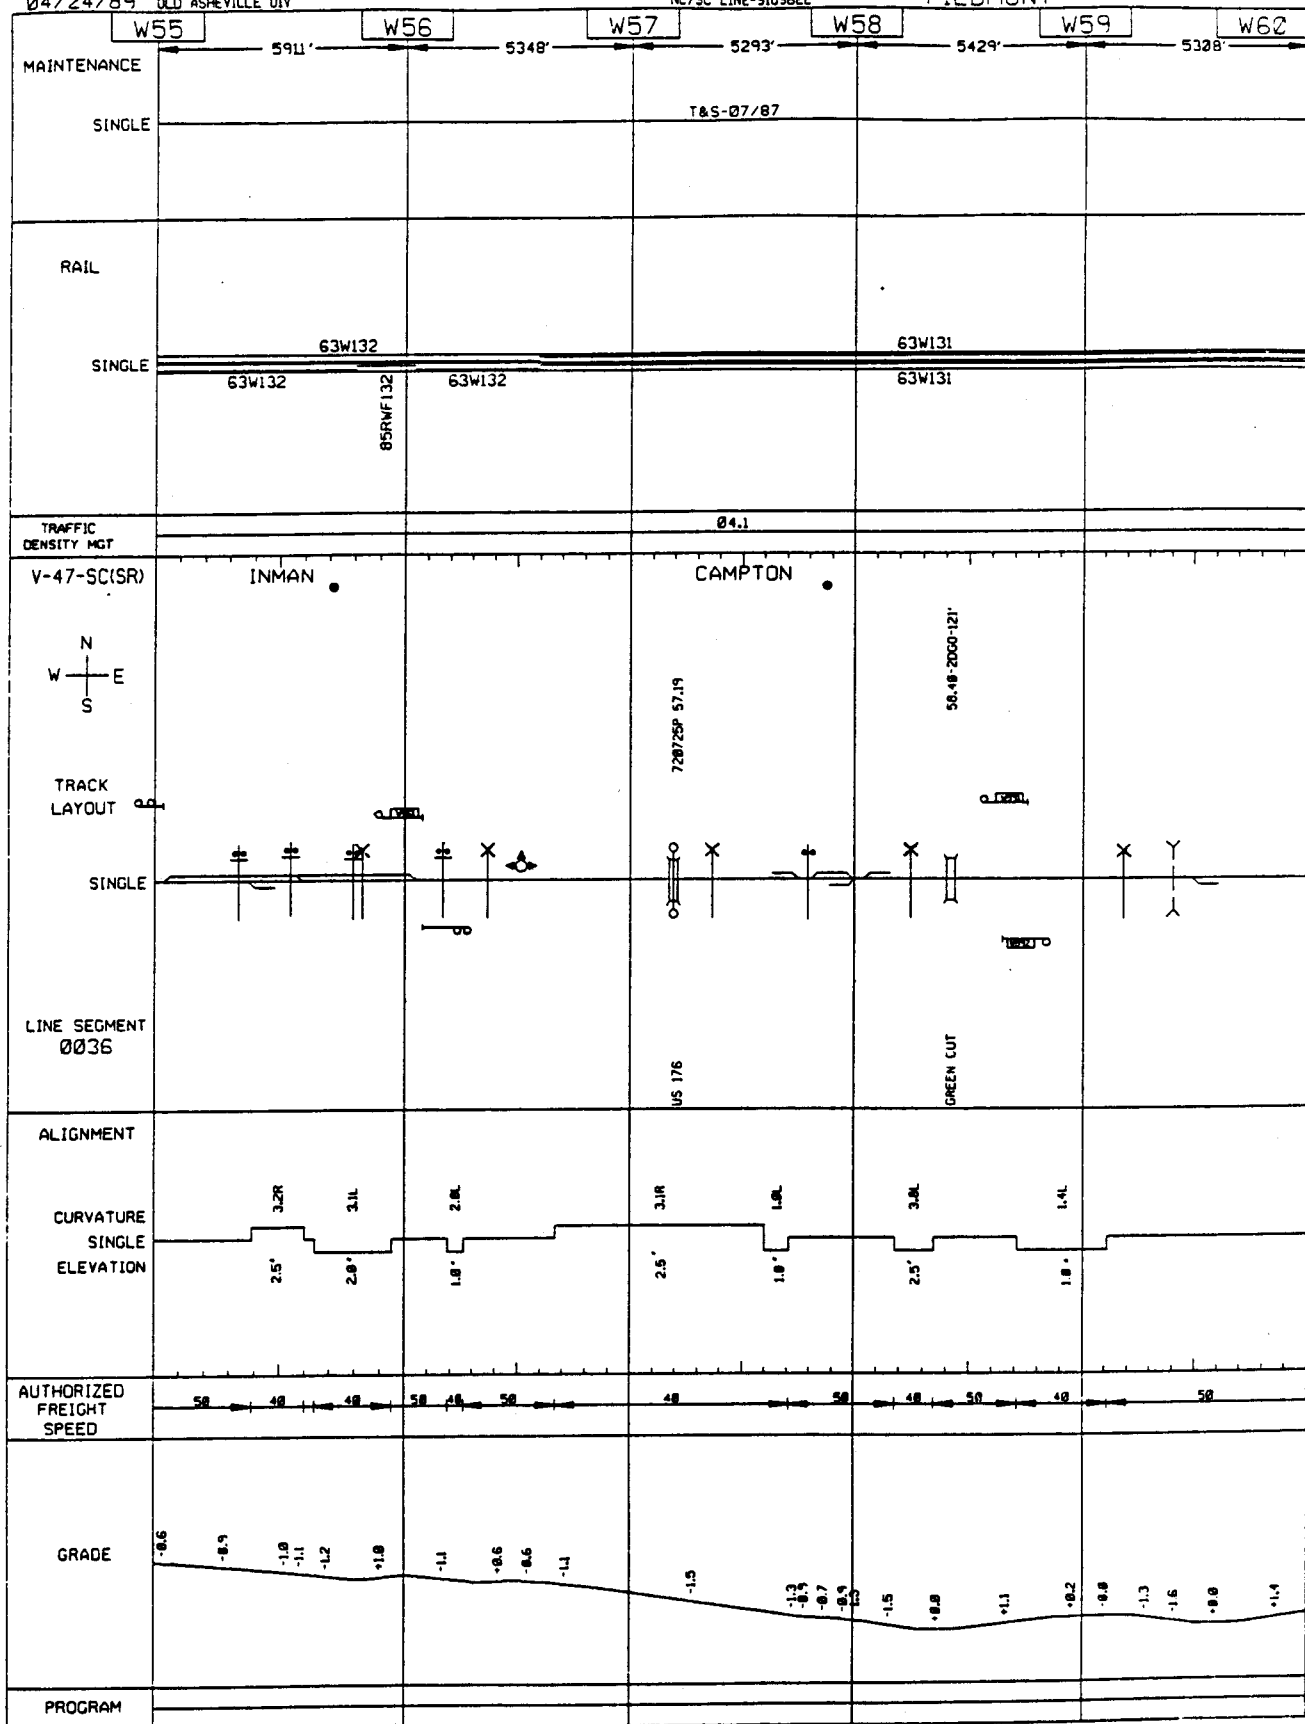 04/24/89 OLD ASHEVILLE DIV
W55 W56 W57 W58 W59 W60
5911' 5348' 5293' 5429' 5308'
MAINTENANCE
SINGLE
T&S-07/87
RAIL
63W132 63W131
SINGLE
63W132 63W132 63W131
85RWF132
TRAFFIC
DENSITY MGT
04.1
V-47-SC(SR)
INMAN CAMPTON
N
W E
S
720725P 57.19
58.40-2DGO-121'
TRACK
LAYOUT
SINGLE
LINE SEGMENT
0036
US 176
GREEN CUT
ALIGNMENT
3.2R 3.1L 2.0L 3.1R 1.0L 3.8L 1.4L
CURVATURE
SINGLE
ELEVATION
2.5" 2.0" 1.0" 2.5" 1.0" 2.5" 1.0"
AUTHORIZED
FREIGHT
SPEED
50 40 40 50 40 50 40 50 40 50 40 50
GRADE
-0.6 -0.9 -1.0 -1.1 -1.2 +1.0 -1.1 +0.6 -0.6 -1.1 -1.5 -1.3 -0.9 -0.7 -0.9 -1.5 +0.0 +1.1 +0.2 -0.0 -1.3 -1.6 +0.0 +1.4
PROGRAM